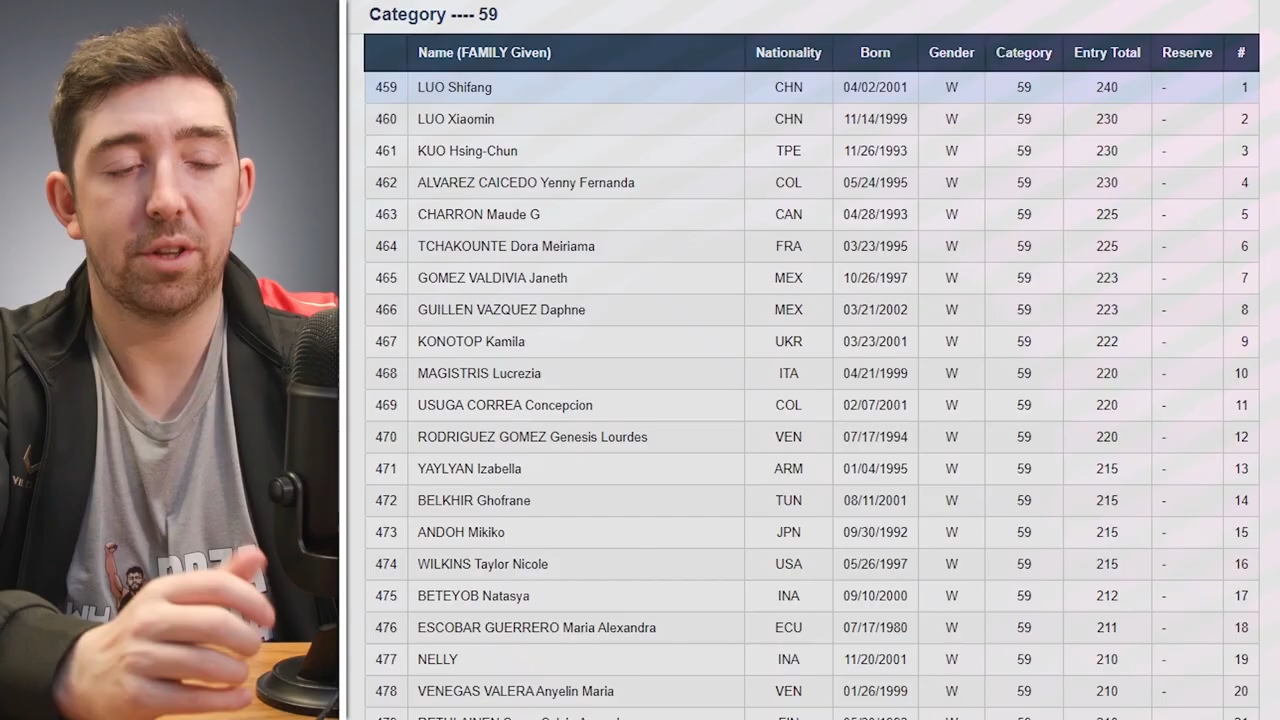 Category ---- 59
Name (FAMILY Given) Nationality Born Gender Category Entry Total Reserve #
459 LUO Shifang CHN 04/02/2001 W 59 240 - 1
460 LUO Xiaomin CHN 11/14/1999 W 59 230 - 2
461 KUO Hsing-Chun TPE 11/26/1993 W 59 230 - 3
462 ALVAREZ CAICEDO Yenny Fernanda COL 05/24/1995 W 59 230 - 4
463 CHARRON Maude G CAN 04/28/1993 W 59 225 - 5
464 TCHAKOUNTE Dora Meiriama FRA 03/23/1995 W 59 225 - 6
465 GOMEZ VALDIVIA Janeth MEX 10/26/1997 W 59 223 - 7
466 GUILLEN VAZQUEZ Daphne MEX 03/21/2002 W 59 223 - 8
467 KONOTOP Kamila UKR 03/23/2001 W 59 222 - 9
468 MAGISTRIS Lucrezia ITA 04/21/1999 W 59 220 - 10
469 USUGA CORREA Concepcion COL 02/07/2001 W 59 220 - 11
470 RODRIGUEZ GOMEZ Genesis Lourdes VEN 07/17/1994 W 59 220 - 12
471 YAYLYAN Izabella ARM 01/04/1995 W 59 215 - 13
472 BELKHIR Ghofrane TUN 08/11/2001 W 59 215 - 14
473 ANDOH Mikiko JPN 09/30/1992 W 59 215 - 15
474 WILKINS Taylor Nicole USA 05/26/1997 W 59 215 - 16
475 BETEYOB Natasya INA 09/10/2000 W 59 212 - 17
476 ESCOBAR GUERRERO Maria Alexandra ECU 07/17/1980 W 59 211 - 18
477 NELLY INA 11/20/2001 W 59 210 - 19
478 VENEGAS VALERA Anyelin Maria VEN 01/26/1999 W 59 210 - 20